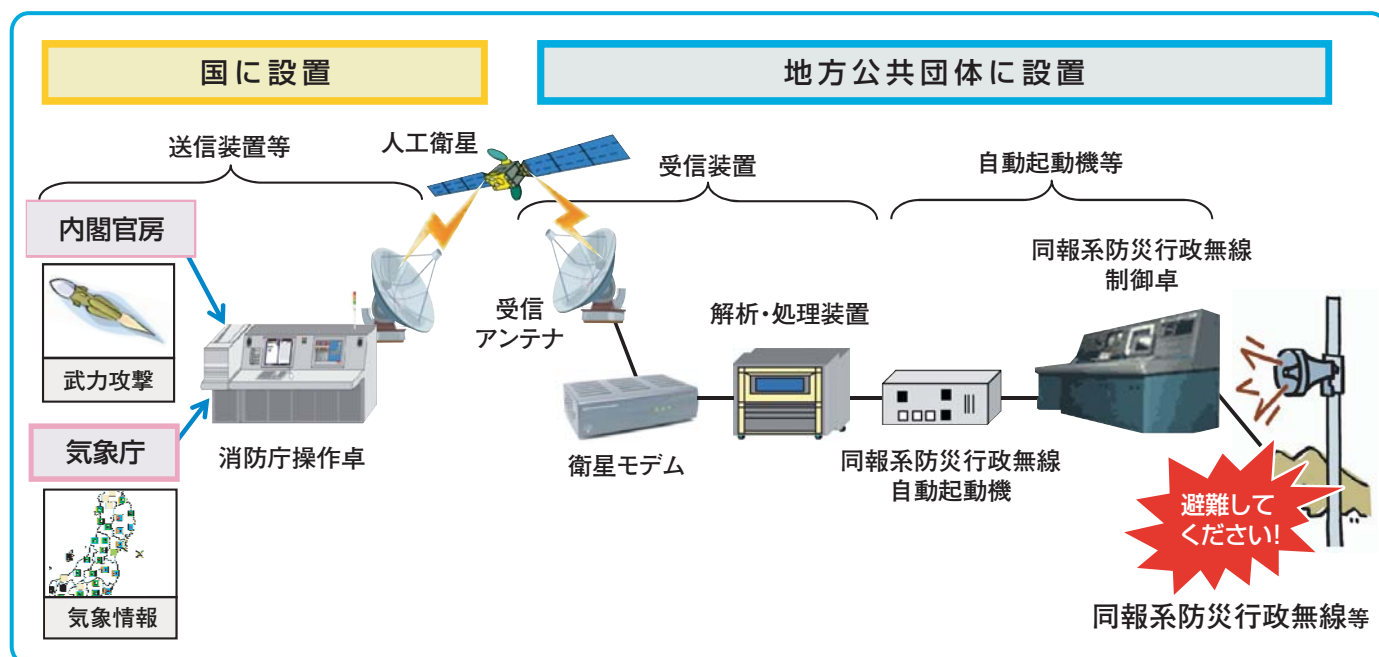 国に設置
地方公共団体に設置
送信装置等
人工衛星
受信装置
自動起動機等
内閣官房
武力攻撃
気象庁
気象情報
消防庁操作卓
受信
アンテナ
衛星モデム
解析・処理装置
同報系防災行政無線
自動起動機
同報系防災行政無線
制御卓
避難して
ください!
同報系防災行政無線等